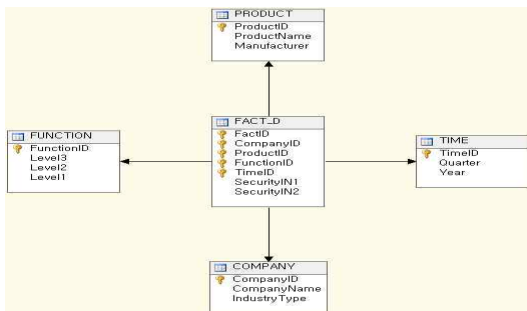 PRODUCT
ProductID
ProductName
Manufacturer
FUNCTION
FunctionID
Level3
Level2
Level1
FACT_D
FactID
CompanyID
ProductID
FunctionID
TimeID
SecurityIN1
SecurityIN2
TIME
TimeID
Quarter
Year
COMPANY
CompanyID
CompanyName
IndustryType